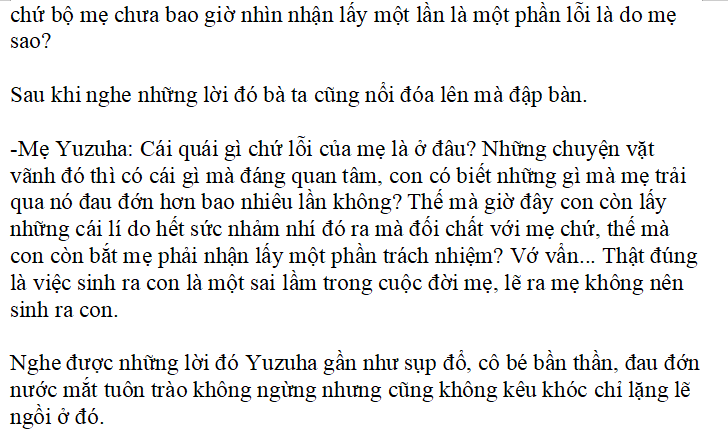 chứ bộ mẹ chưa bao giờ nhìn nhận lấy một lần là một phần lỗi là do mẹ
sao?
Sau khi nghe những lời đó bà ta cũng nổi đóa lên mà đập bàn.
-Mẹ Yuzuha: Cái quái gì chứ lỗi của mẹ là ở đâu? Những chuyện vặt
vãnh đó thì có cái gì mà đáng quan tâm, con có biết những gì mà mẹ trải
qua nó đau đớn hơn bao nhiêu lần không? Thế mà giờ đây con còn lấy
những cái lí do hết sức nhảm nhí đó ra mà đối chất với mẹ chứ, thế mà
con còn bắt mẹ phải nhận lấy một phần trách nhiệm? Vớ vẩn... Thật đúng
là việc sinh ra con là một sai lầm trong cuộc đời mẹ, lẽ ra mẹ không nên
sinh ra con.
Nghe được những lời đó Yuzuha gần như sụp đổ, cô bé bần thần, đau đớn
nước mắt tuôn trào không ngừng nhưng cũng không kêu khóc chỉ lặng lẽ
ngồi ở đó.